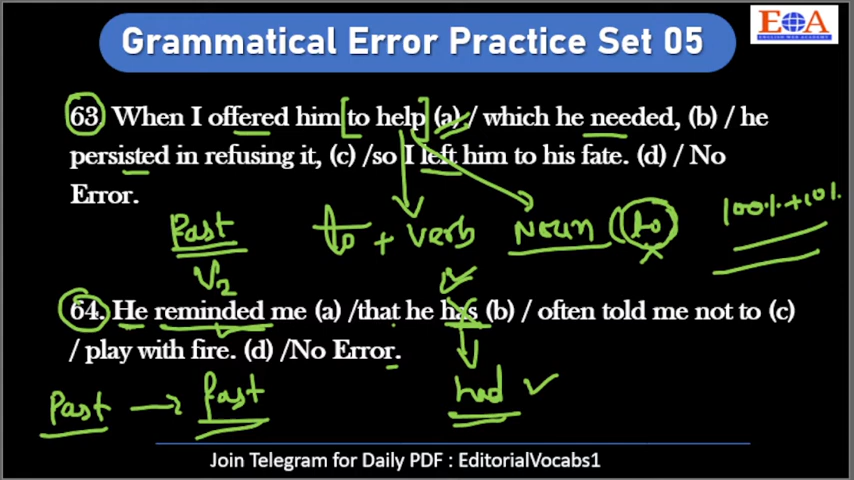 Grammatical Error Practice Set 05
EOA
63 When I offered him to help (a) / which he needed, (b) / he
persisted in refusing it, (c) /so I left him to his fate. (d) / No
Error.
Past
V2
to + verb
Noun (to)
100%+10%
64. He reminded me (a) /that he has (b) / often told me not to (c)
/ play with fire. (d) /No Error.
Past → Past
had ✓
Join Telegram for Daily PDF : EditorialVocabs1